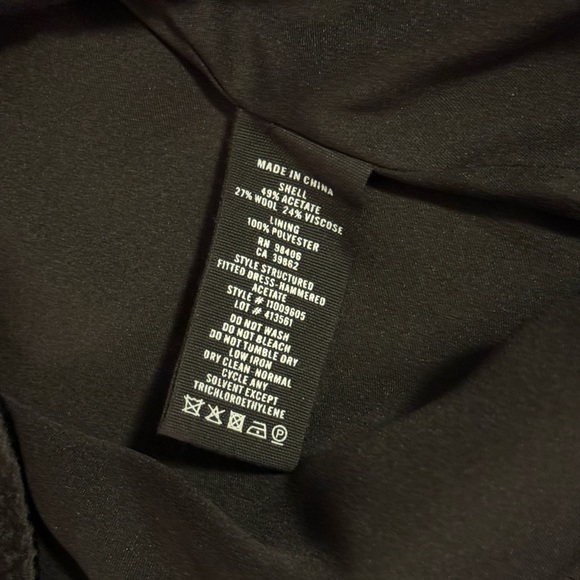 MADE IN CHINA
SHELL
49% ACETATE
27% WOOL 24% VISCOSE
LINING
100% POLYESTER
RN 98406
CA 39862
STYLE STRUCTURED
FITTED DRESS-HAMMERED
ACETATE
STYLE # 11009605
LOT # 413561
DO NOT WASH
DO NOT BLEACH
DO NOT TUMBLE DRY
LOW IRON
DRY CLEAN-NORMAL
CYCLE ANY
SOLVENT EXCEPT
TRICHLOROETHYLENE
P